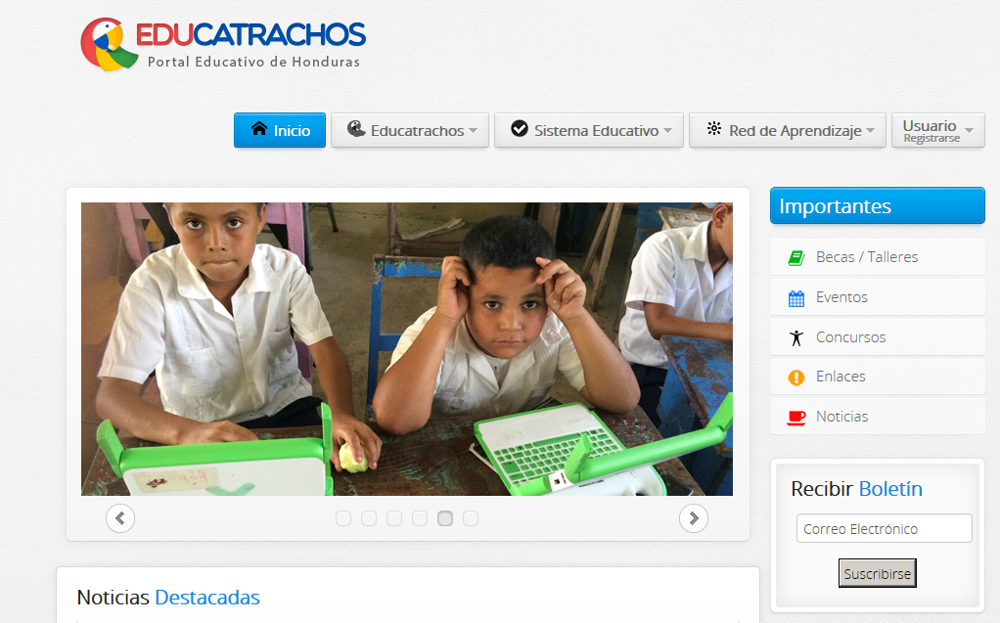 EDUCATRACHOS
Portal Educativo de Honduras
Inicio
Educatrachos
Sistema Educativo
Red de Aprendizaje
Usuario
Registrarse
Importantes
Becas / Talleres
Eventos
Concursos
Enlaces
Noticias
Recibir Boletín
Correo Electrónico
Suscribirse
Noticias Destacadas